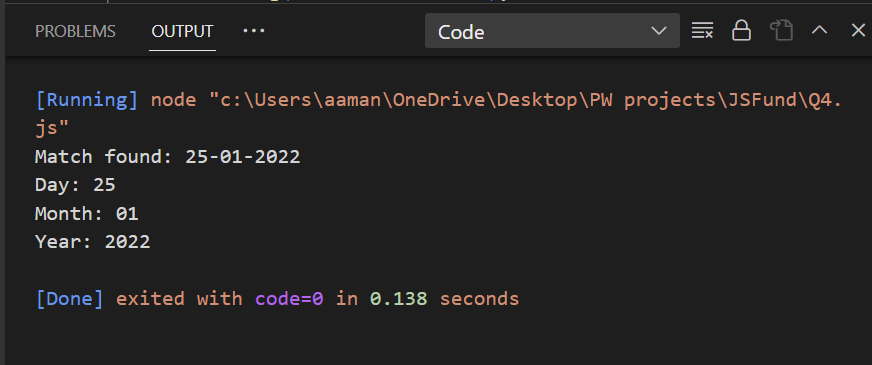 PROBLEMS OUTPUT ··· Code
[Running] node "c:\Users\aaman\OneDrive\Desktop\PW projects\JSFund\Q4.
js"
Match found: 25-01-2022
Day: 25
Month: 01
Year: 2022
[Done] exited with code=0 in 0.138 seconds